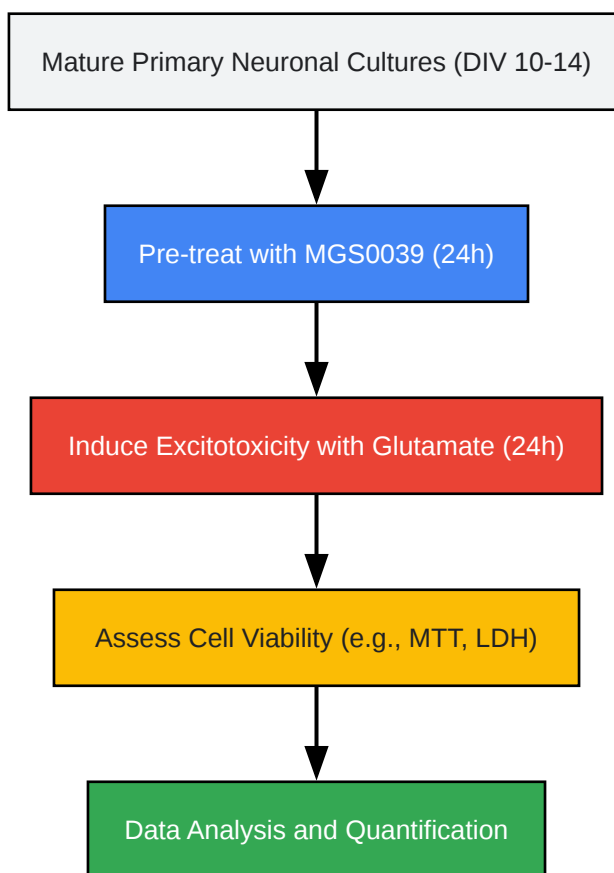 Mature Primary Neuronal Cultures (DIV 10-14)
Pre-treat with MGS0039 (24h)
Induce Excitotoxicity with Glutamate (24h)
Assess Cell Viability (e.g., MTT, LDH)
Data Analysis and Quantification